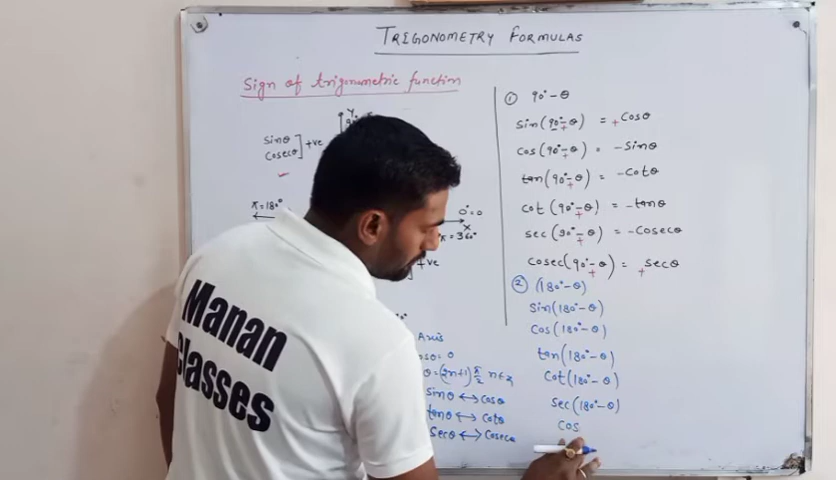 TRIGONOMETRY FORMULAS
Sign of trigonometric function
Sinθ
Cosecθ ] +ve
Y
π = 180°
0° = 0
X
π = 360°
+ve
Axis
θ = (2n+1) π/2
Sinθ ↔ Cosθ
tanθ ↔ Cotθ
Secθ ↔ Cosecθ
① 90° - θ
Sin(90° ∓ θ) = +Cosθ
Cos(90° ∓ θ) = -Sinθ
tan(90° ∓ θ) = -Cotθ
Cot(90° ∓ θ) = -tanθ
Sec(90° ∓ θ) = -Cosecθ
Cosec(90° ∓ θ) = +Secθ
② (180° - θ)
Sin(180° - θ)
Cos(180° - θ)
tan(180° - θ)
Cot(180° - θ)
Sec(180° - θ)
Cos
Manan
Classes